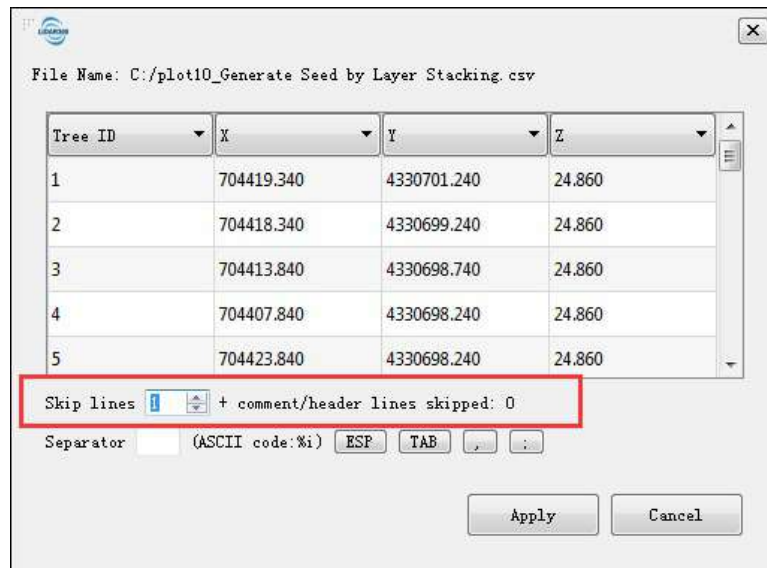 LiDAR360
File Name: C:/plot10_Generate Seed by Layer Stacking.csv
Tree ID X Y Z
1 704419.340 4330701.240 24.860
2 704418.340 4330699.240 24.860
3 704413.840 4330698.740 24.860
4 704407.840 4330698.240 24.860
5 704423.840 4330698.240 24.860
Skip lines 1 + comment/header lines skipped: 0
Separator (ASCII code:%i) ESP TAB , ;
Apply Cancel